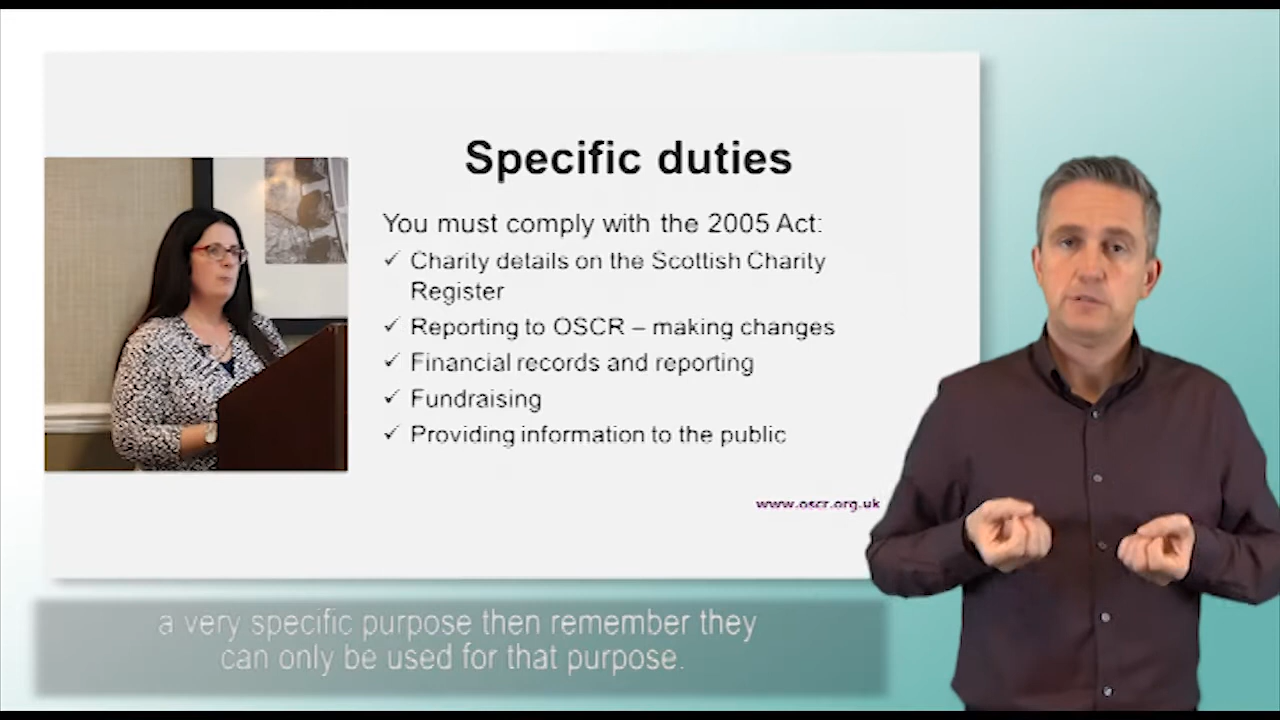 Specific duties
You must comply with the 2005 Act:
✓ Charity details on the Scottish Charity
Register
✓ Reporting to OSCR – making changes
✓ Financial records and reporting
✓ Fundraising
✓ Providing information to the public
www.oscr.org.uk
a very specific purpose then remember they
can only be used for that purpose.